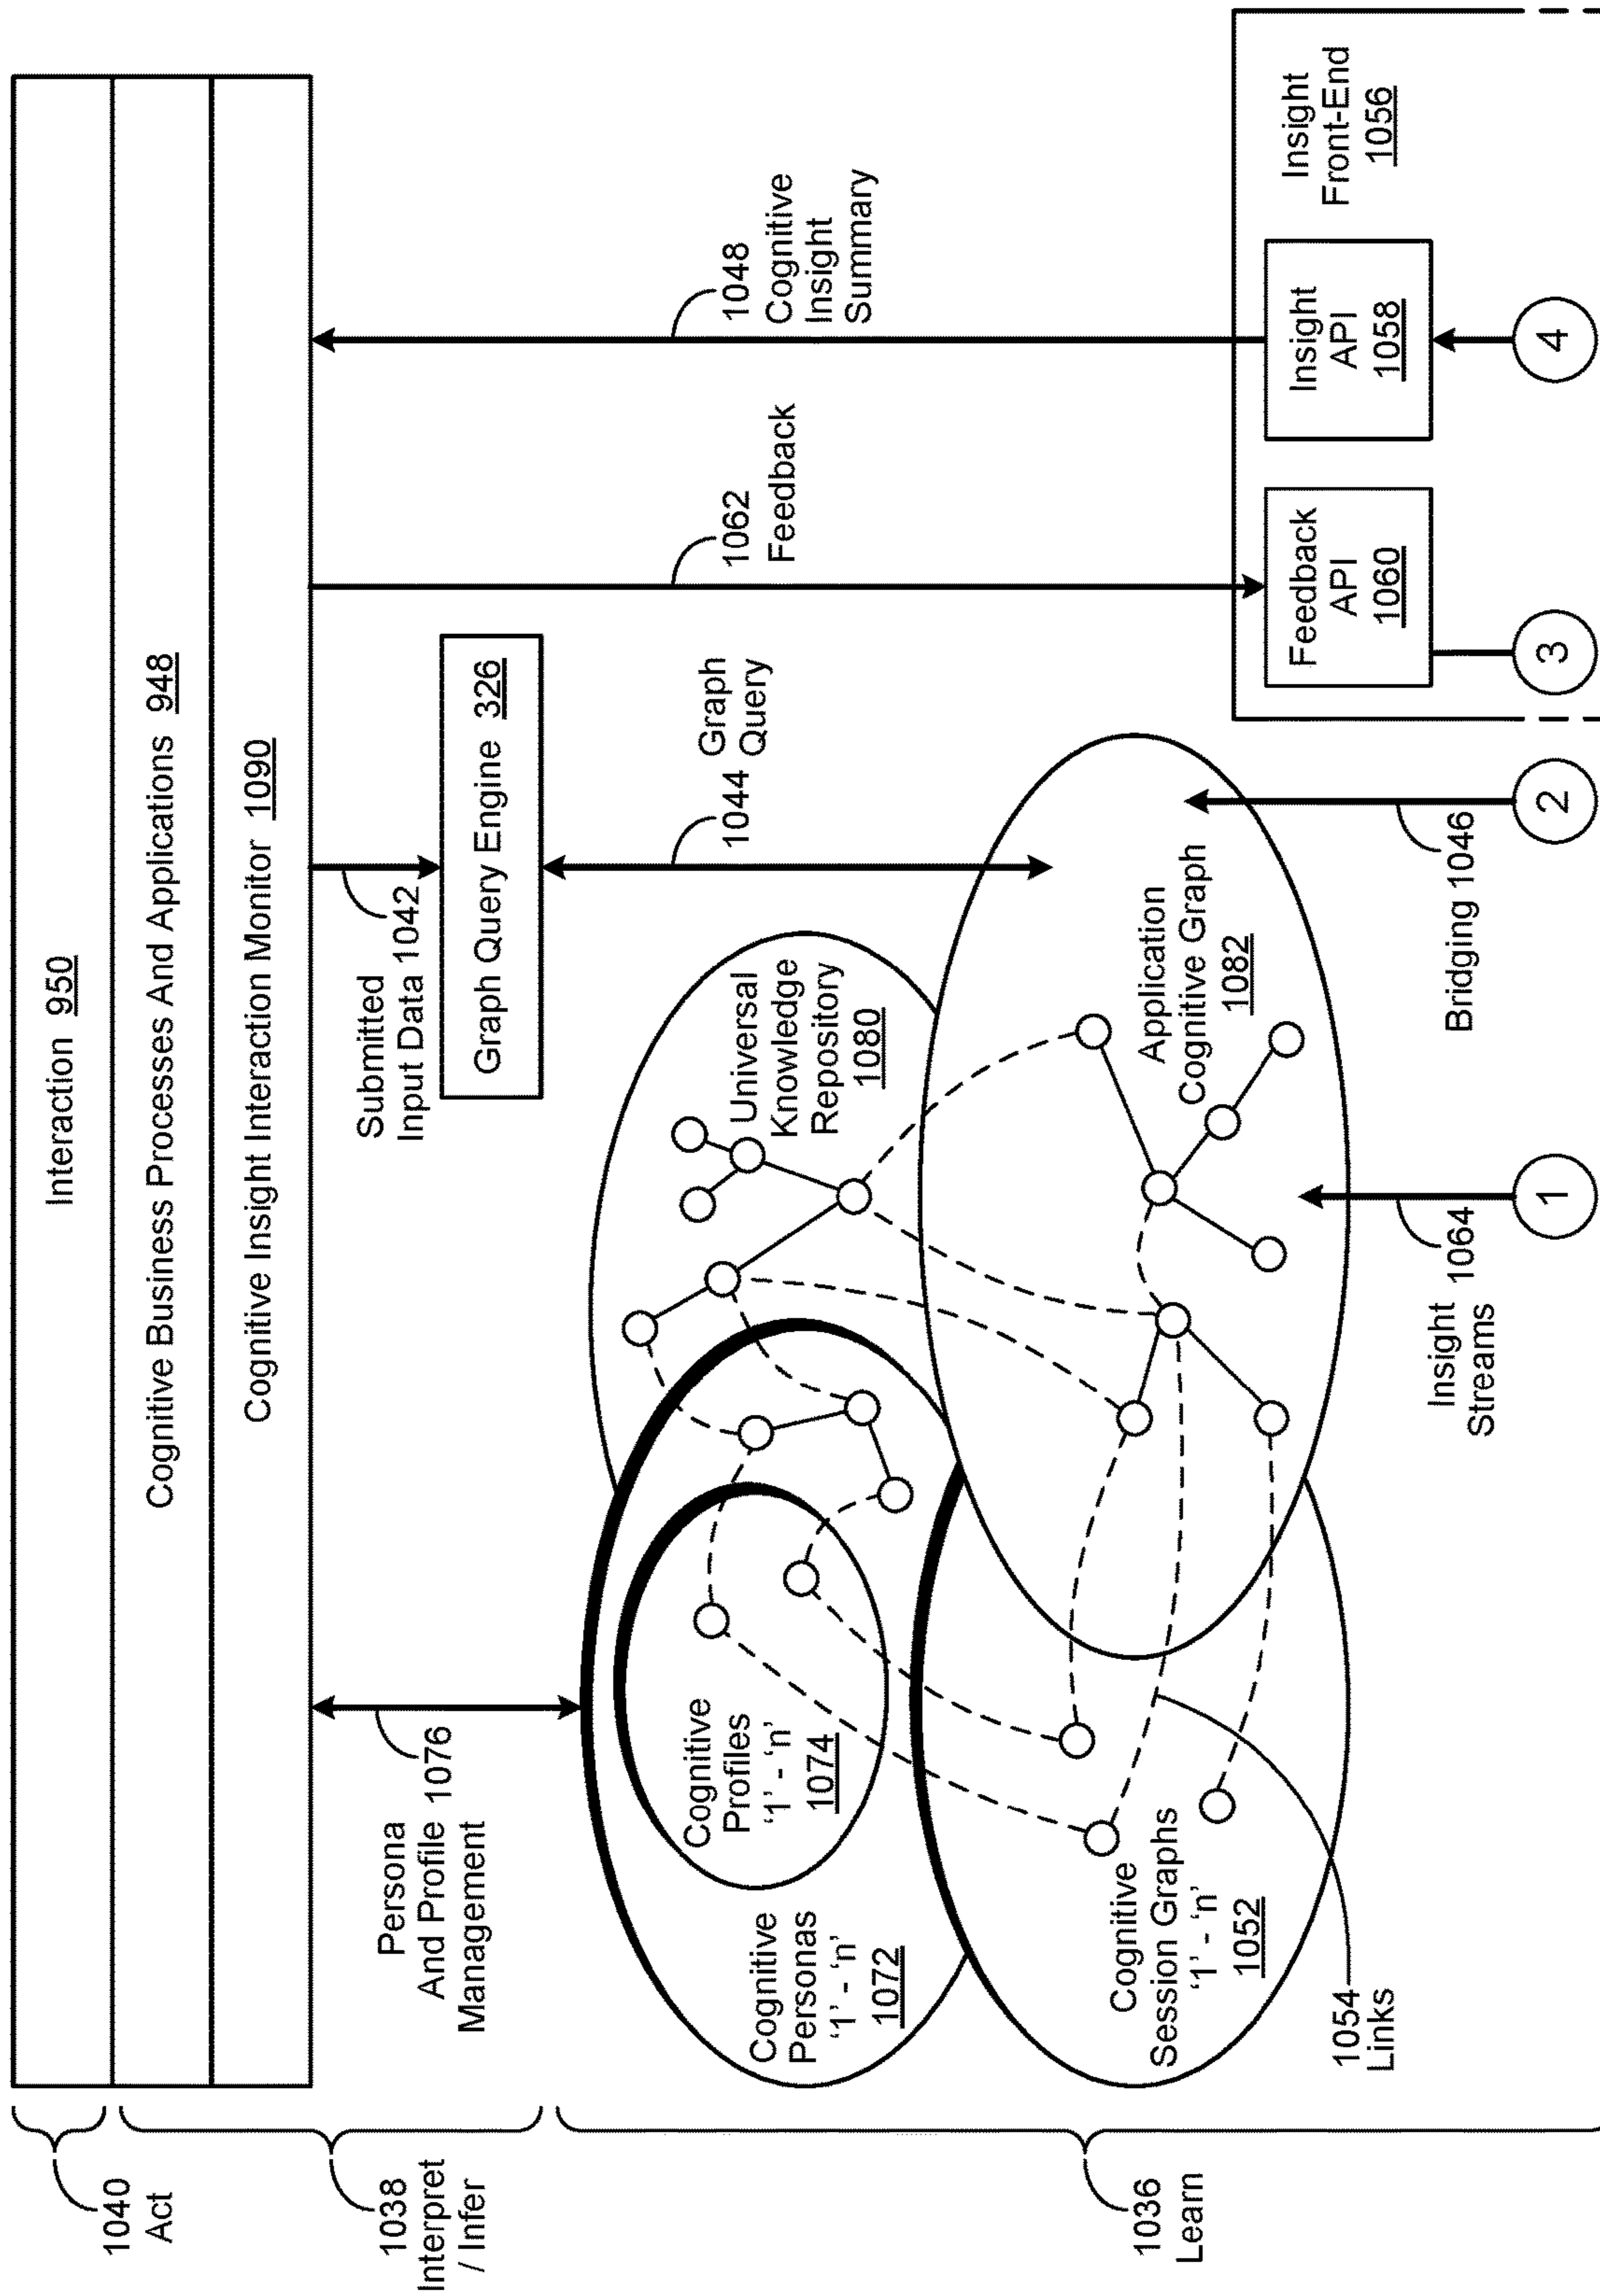 1040
Act
Interaction 950
Cognitive Business Processes And Applications 948
Cognitive Insight Interaction Monitor 1090
1038
Interpret
/ Infer
Persona
And Profile 1076
Management
Submitted
Input Data 1042
Graph Query Engine 326
1044 Graph
Query
1062
Feedback
1048
Cognitive
Insight
Summary
1036
Learn
Cognitive
Personas
‘1’ - ‘n’
1072
Cognitive
Profiles
‘1’ - ‘n’
1074
Universal
Knowledge
Repository
1080
Cognitive
Session Graphs
‘1’ - ‘n’
1052
Application
Cognitive Graph
1082
1054
Links
Insight 1064
Streams
Bridging 1046
Feedback
API
1060
Insight
API
1058
Insight
Front-End
1056
1
2
3
4